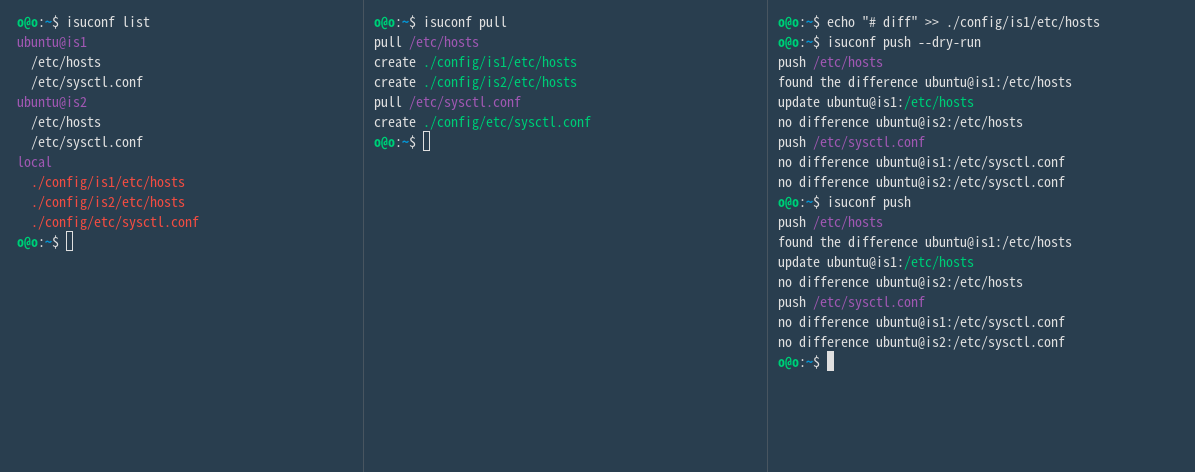 o@o:~$ isuconf list
ubuntu@is1
  /etc/hosts
  /etc/sysctl.conf
ubuntu@is2
  /etc/hosts
  /etc/sysctl.conf
local
  ./config/is1/etc/hosts
  ./config/is2/etc/hosts
  ./config/etc/sysctl.conf
o@o:~$
o@o:~$ isuconf pull
pull /etc/hosts
create ./config/is1/etc/hosts
create ./config/is2/etc/hosts
pull /etc/sysctl.conf
create ./config/etc/sysctl.conf
o@o:~$
o@o:~$ echo "# diff" >> ./config/is1/etc/hosts
o@o:~$ isuconf push --dry-run
push /etc/hosts
found the difference ubuntu@is1:/etc/hosts
update ubuntu@is1:/etc/hosts
no difference ubuntu@is2:/etc/hosts
push /etc/sysctl.conf
no difference ubuntu@is1:/etc/sysctl.conf
no difference ubuntu@is2:/etc/sysctl.conf
o@o:~$ isuconf push
push /etc/hosts
found the difference ubuntu@is1:/etc/hosts
update ubuntu@is1:/etc/hosts
no difference ubuntu@is2:/etc/hosts
push /etc/sysctl.conf
no difference ubuntu@is1:/etc/sysctl.conf
no difference ubuntu@is2:/etc/sysctl.conf
o@o:~$